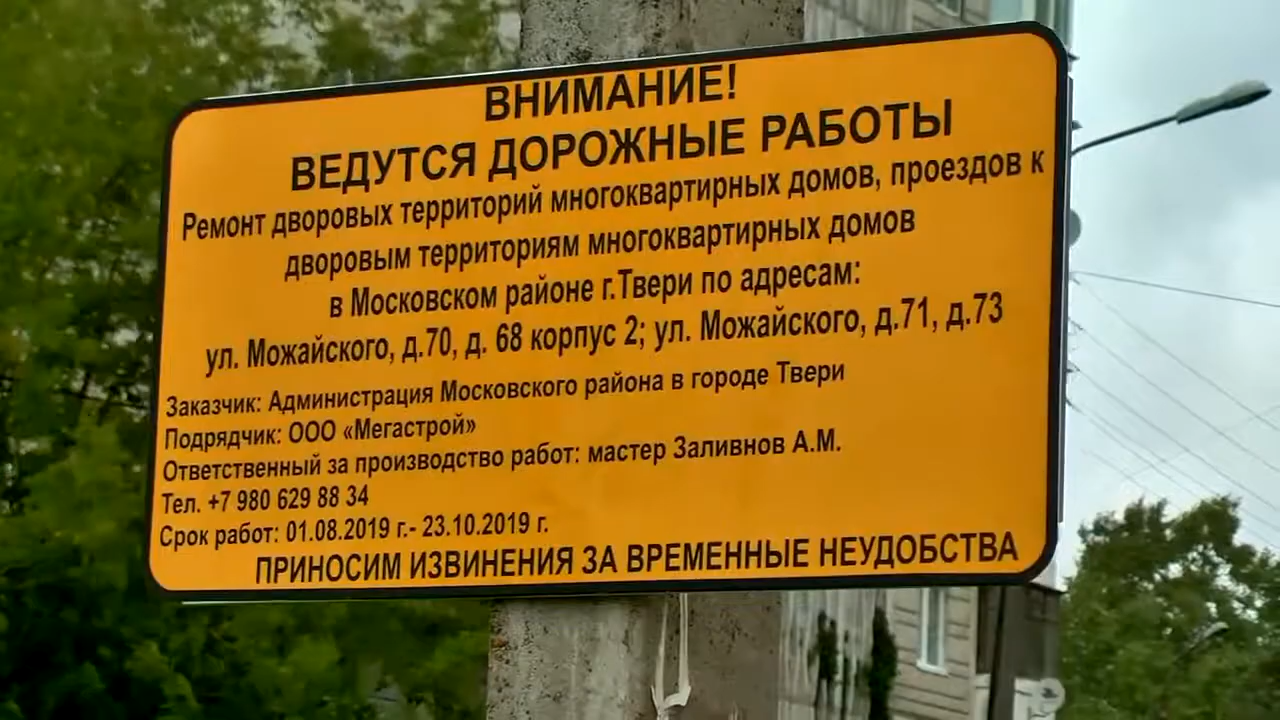 ВНИМАНИЕ!
ВЕДУТСЯ ДОРОЖНЫЕ РАБОТЫ
Ремонт дворовых территорий многоквартирных домов, проездов к
дворовым территориям многоквартирных домов
в Московском районе г.Твери по адресам:
ул. Можайского, д.70, д. 68 корпус 2; ул. Можайского, д.71, д.73
Заказчик: Администрация Московского района в городе Твери
Подрядчик: ООО «Мегастрой»
Ответственный за производство работ: мастер Заливнов А.М.
Тел. +7 980 629 88 34
Срок работ: 01.08.2019 г.- 23.10.2019 г.
ПРИНОСИМ ИЗВИНЕНИЯ ЗА ВРЕМЕННЫЕ НЕУДОБСТВА